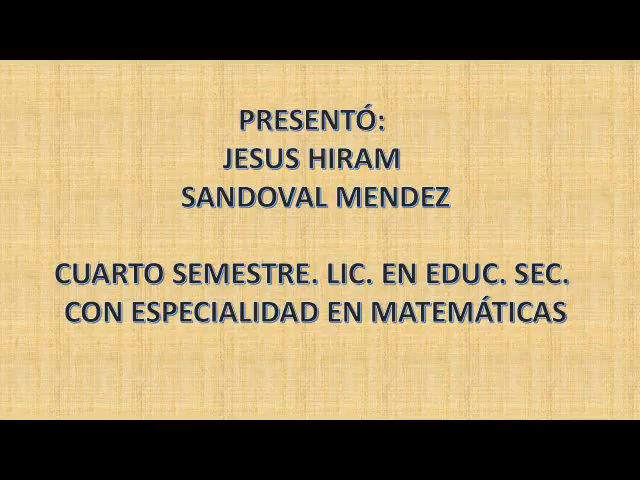 PRESENTÓ:
JESUS HIRAM
SANDOVAL MENDEZ
CUARTO SEMESTRE. LIC. EN EDUC. SEC.
CON ESPECIALIDAD EN MATEMÁTICAS